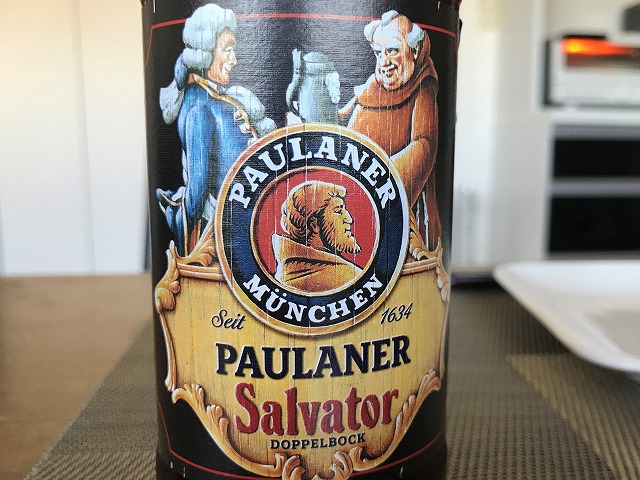 PAULANER
MÜNCHEN
Seit 1634
PAULANER
Salvator
DOPPELBOCK